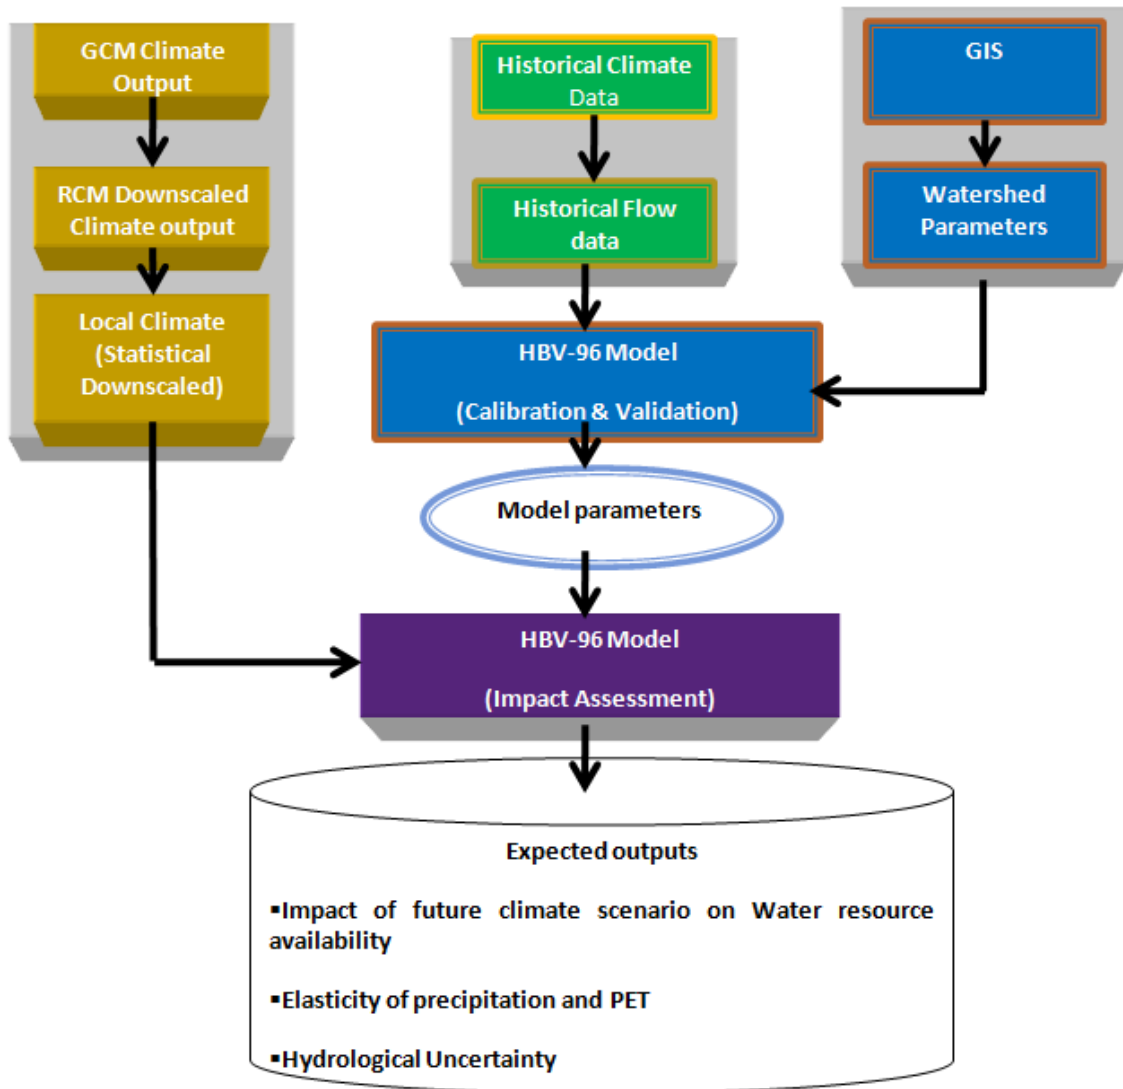 GCM Climate
Output
RCM Downscaled
Climate output
Local Climate
(Statistical
Downscaled)
Historical Climate
Data
Historical Flow
data
GIS
Watershed
Parameters
HBV-96 Model
(Calibration & Validation)
Model parameters
HBV-96 Model
(Impact Assessment)
Expected outputs
▪Impact of future climate scenario on Water resource
availability
▪Elasticity of precipitation and PET
▪Hydrological Uncertainty